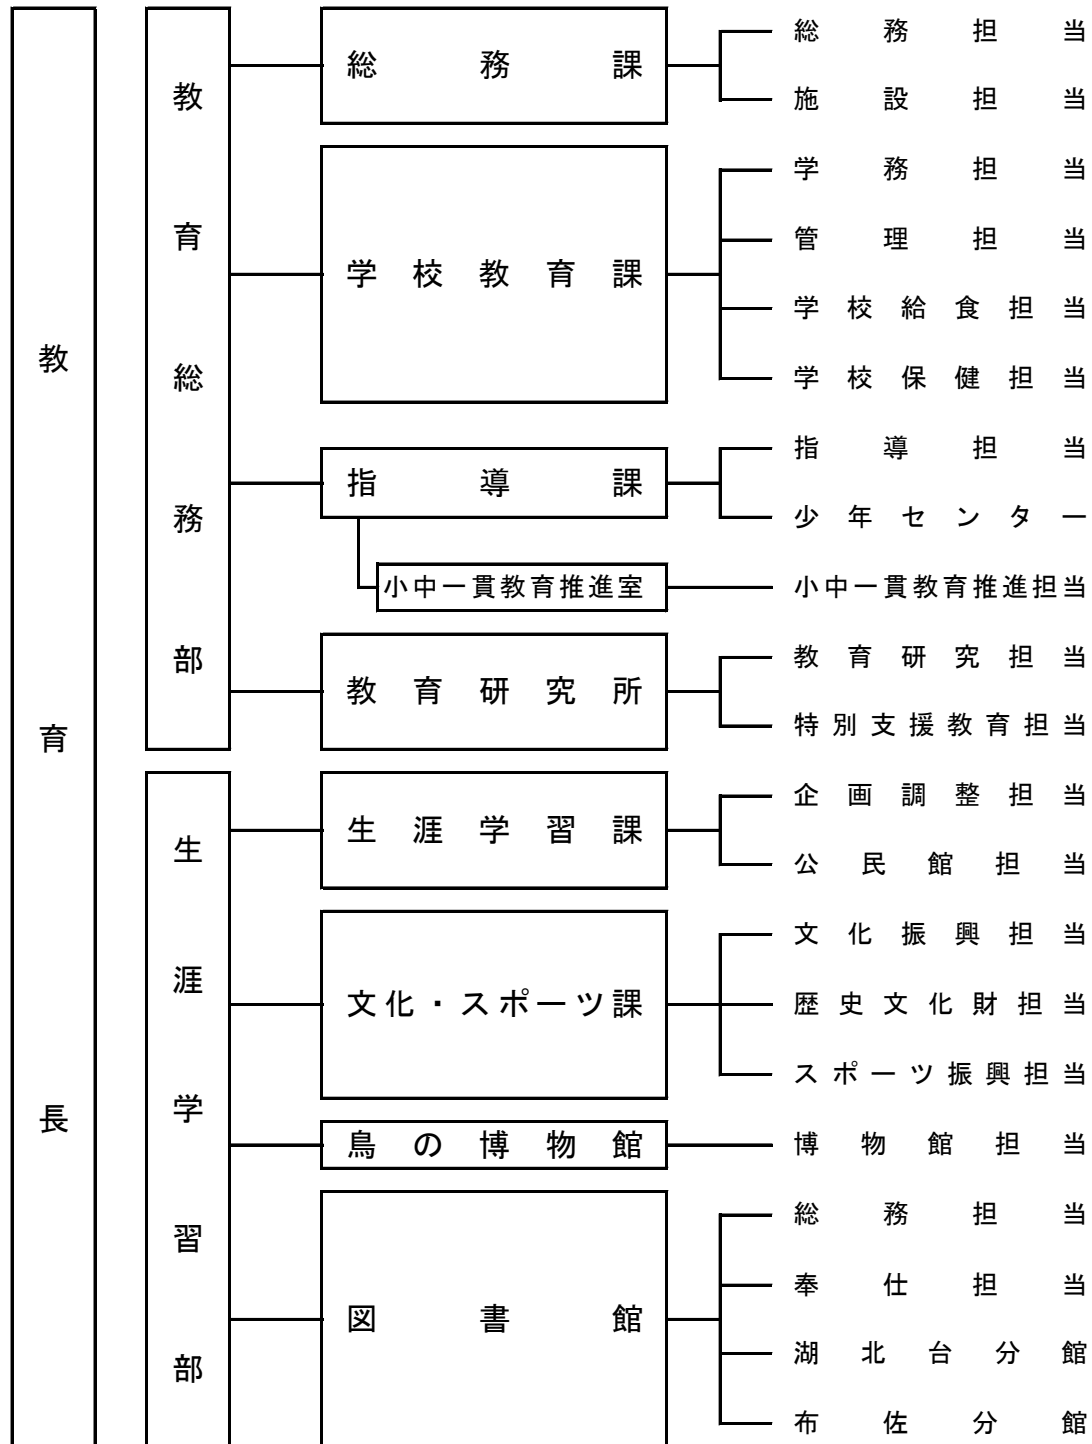 教育長
教育総務部
総務課
総務担当
施設担当
学校教育課
学務担当
管理担当
学校給食担当
学校保健担当
指導課
指導担当
少年センター
小中一貫教育推進室
小中一貫教育推進担当
教育研究所
教育研究担当
特別支援教育担当
生涯学習部
生涯学習課
企画調整担当
公民館担当
文化・スポーツ課
文化振興担当
歴史文化財担当
スポーツ振興担当
鳥の博物館
博物館担当
図書館
総務担当
奉仕担当
湖北台分館
布佐分館